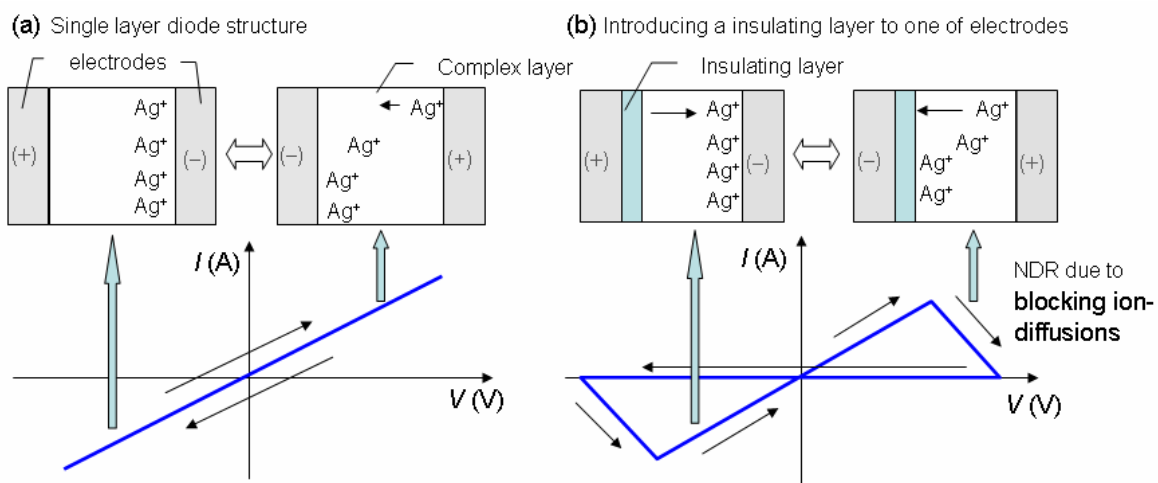 (a) Single layer diode structure
electrodes
Complex layer
(+)
Ag⁺
Ag⁺
Ag⁺
Ag⁺
(−)
(−)
Ag⁺
Ag⁺
Ag⁺
Ag⁺
(+)
I (A)
V (V)
(b) Introducing a insulating layer to one of electrodes
Insulating layer
(+)
Ag⁺
Ag⁺
Ag⁺
Ag⁺
(−)
(−)
Ag⁺
Ag⁺
Ag⁺
Ag⁺
(+)
I (A)
NDR due to
blocking ion-
diffusions
V (V)